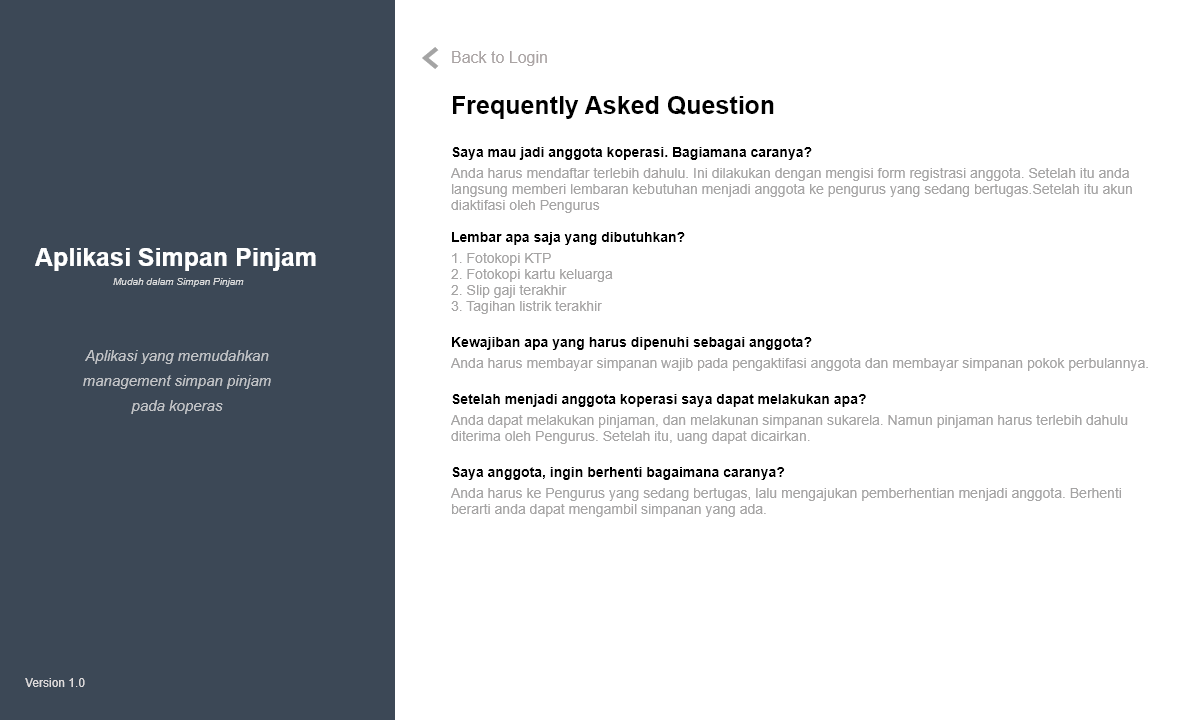 Aplikasi Simpan Pinjam
Mudah dalam Simpan Pinjam
Aplikasi yang memudahkan
management simpan pinjam
pada koperas
Version 1.0
Back to Login
Frequently Asked Question
Saya mau jadi anggota koperasi. Bagiamana caranya?
Anda harus mendaftar terlebih dahulu. Ini dilakukan dengan mengisi form registrasi anggota. Setelah itu anda
langsung memberi lembaran kebutuhan menjadi anggota ke pengurus yang sedang bertugas.Setelah itu akun
diaktifasi oleh Pengurus
Lembar apa saja yang dibutuhkan?
1. Fotokopi KTP
2. Fotokopi kartu keluarga
2. Slip gaji terakhir
3. Tagihan listrik terakhir
Kewajiban apa yang harus dipenuhi sebagai anggota?
Anda harus membayar simpanan wajib pada pengaktifasi anggota dan membayar simpanan pokok perbulannya.
Setelah menjadi anggota koperasi saya dapat melakukan apa?
Anda dapat melakukan pinjaman, dan melakunan simpanan sukarela. Namun pinjaman harus terlebih dahulu
diterima oleh Pengurus. Setelah itu, uang dapat dicairkan.
Saya anggota, ingin berhenti bagaimana caranya?
Anda harus ke Pengurus yang sedang bertugas, lalu mengajukan pemberhentian menjadi anggota. Berhenti
berarti anda dapat mengambil simpanan yang ada.